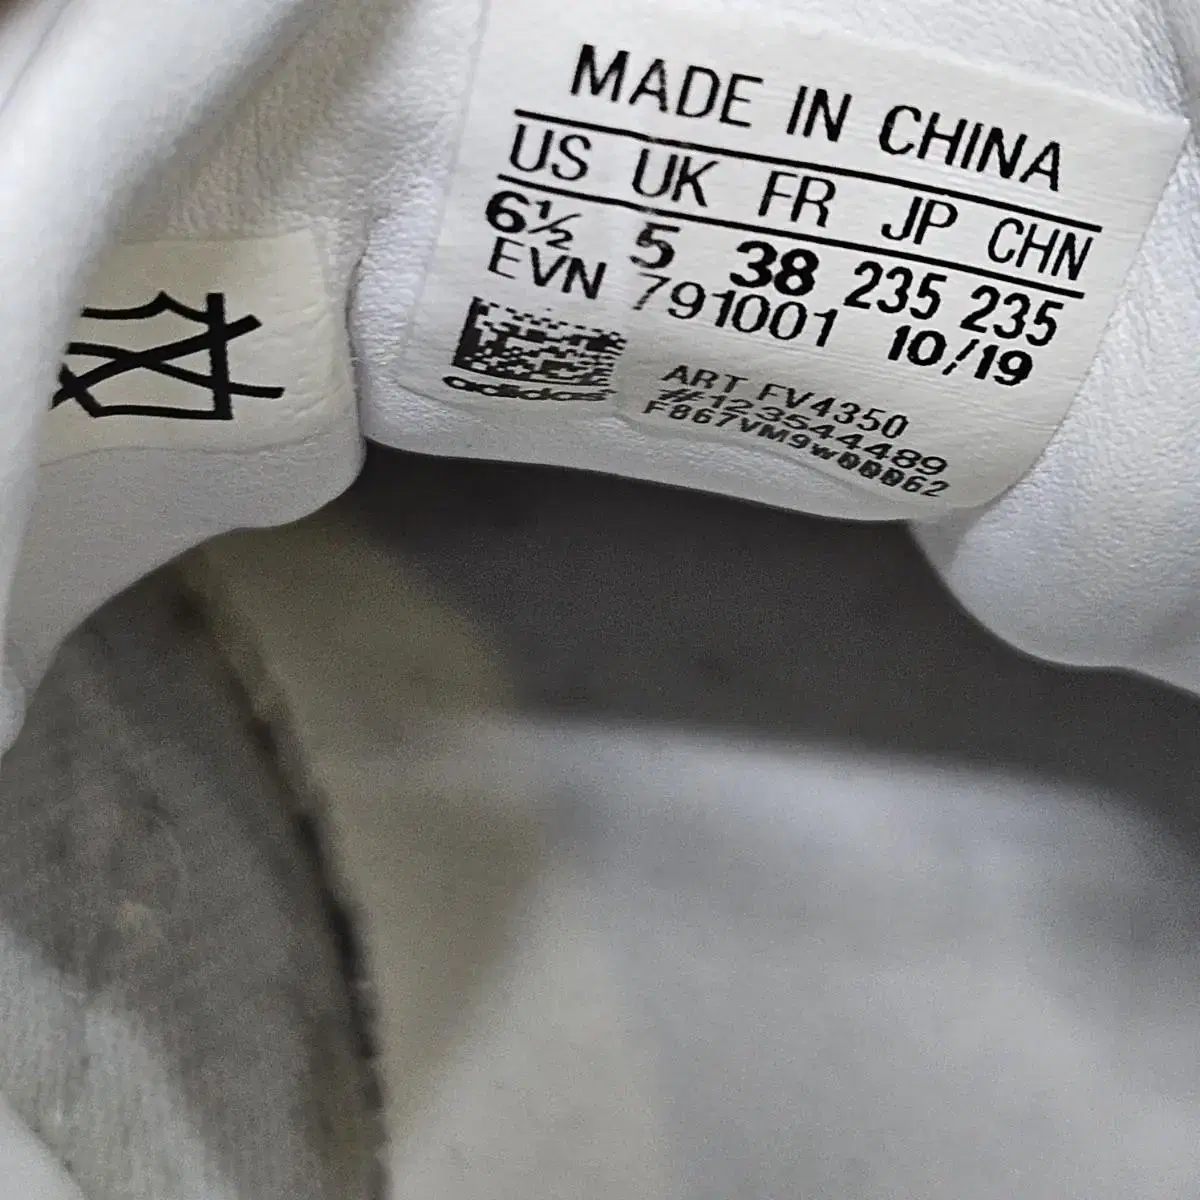 MADE IN CHINA
US UK FR JP CHN
6½ 5 38 235 235
EVN 791001 10/19
adidas
ART FV4350
#123544489
F867VM9W00062